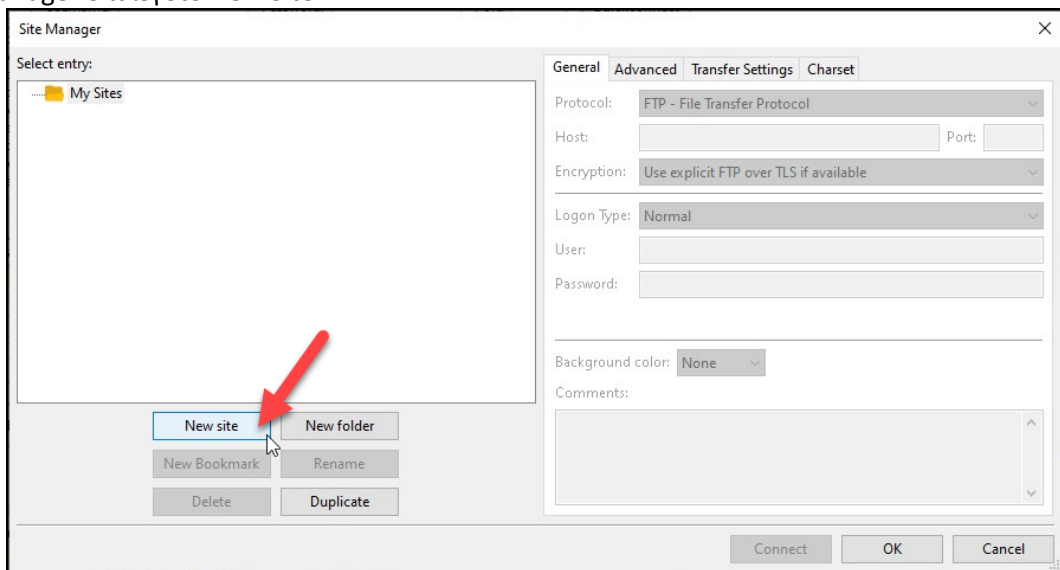 Site Manager
Select entry:
My Sites
New site New folder
New Bookmark Rename
Delete Duplicate
General Advanced Transfer Settings Charset
Protocol: FTP - File Transfer Protocol
Host: Port:
Encryption: Use explicit FTP over TLS if available
Logon Type: Normal
User:
Password:
Background color: None
Comments:
Connect OK Cancel